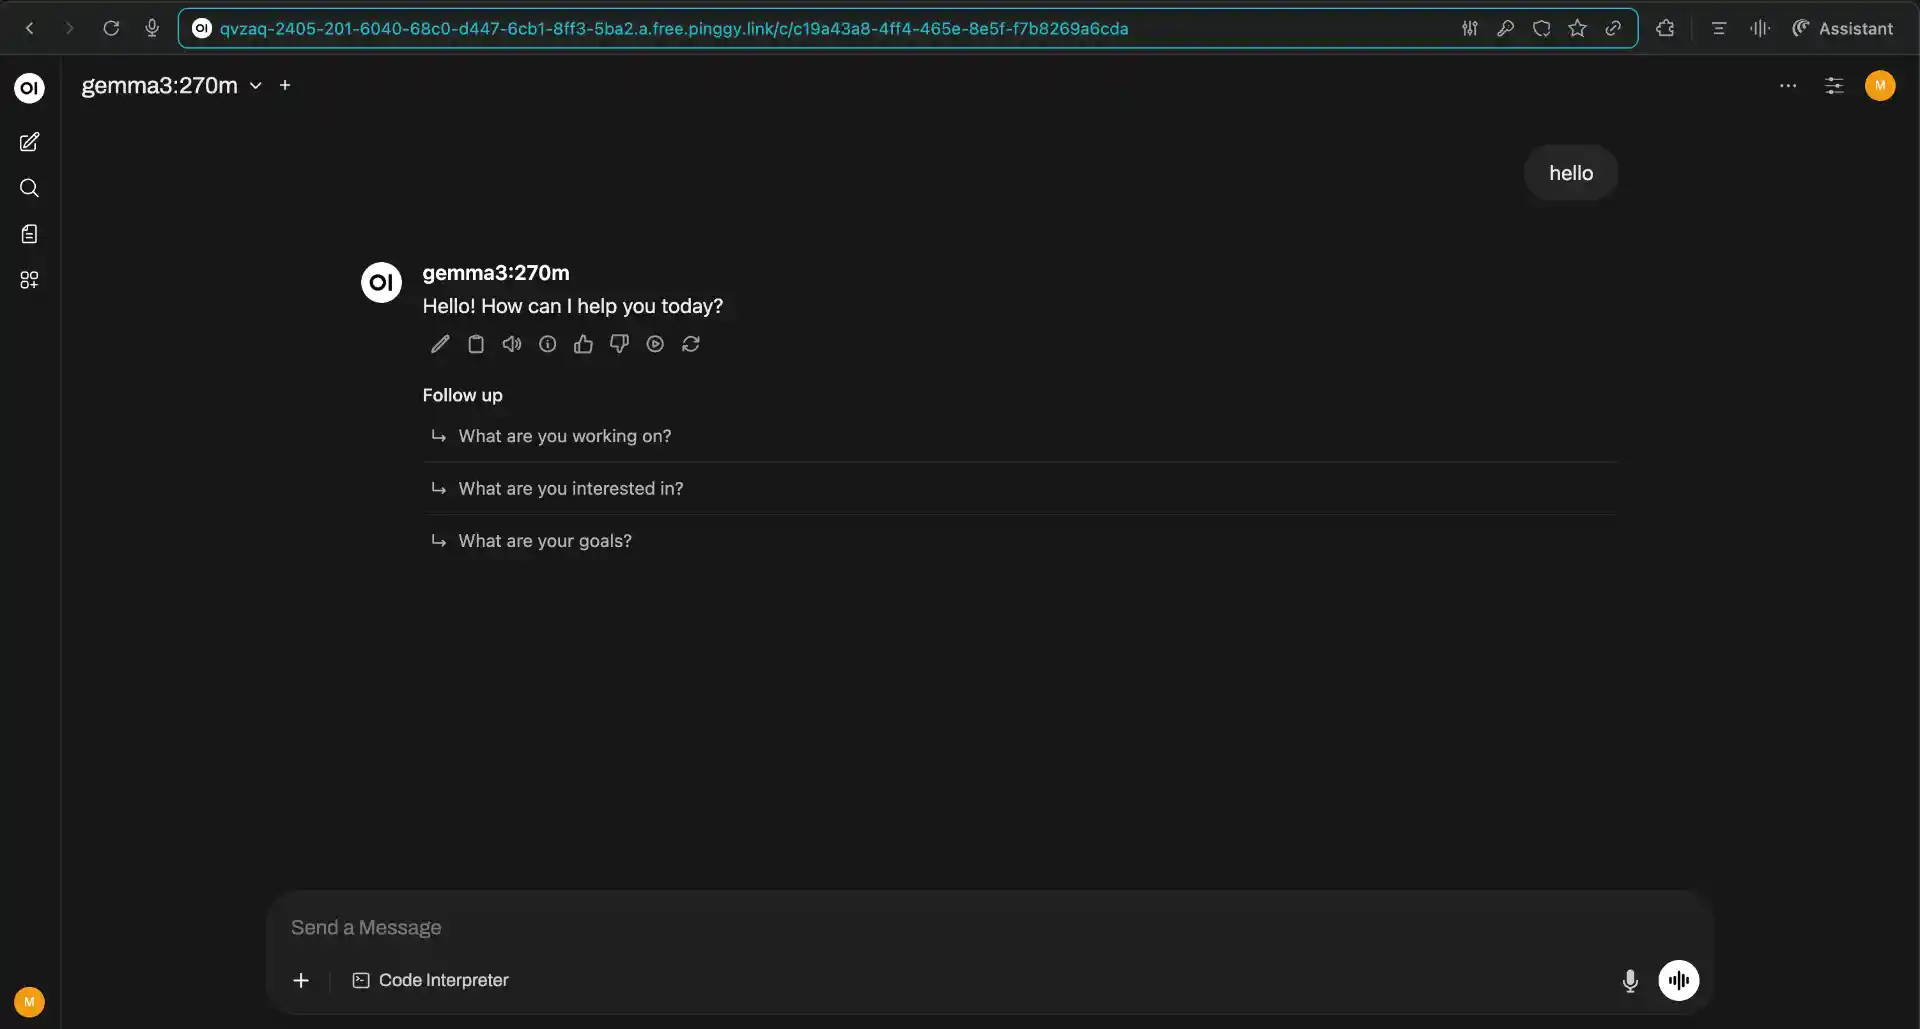 OI qvzaq-2405-201-6040-68c0-d447-6cb1-8ff3-5ba2.a.free.pinggy.link/c/c19a43a8-4ff4-465e-8e5f-f7b8269a6cda Assistant
OI gemma3:270m M
hello
OI gemma3:270m
Hello! How can I help you today?
Follow up
What are you working on?
What are you interested in?
What are your goals?
Send a Message
Code Interpreter
M